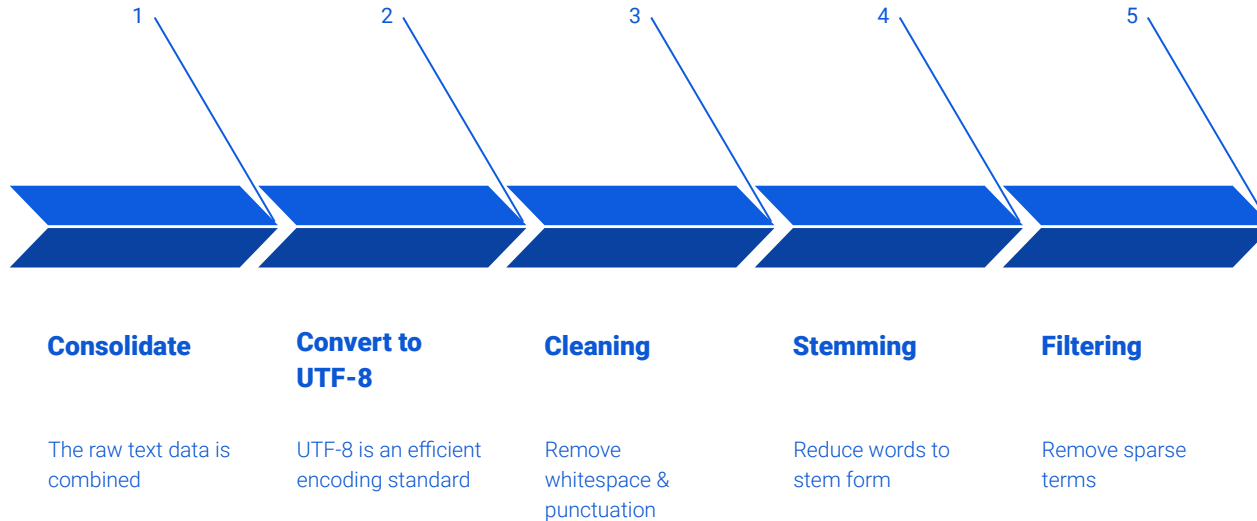 1
2
3
4
5
Consolidate
The raw text data is
combined
Convert to
UTF-8
UTF-8 is an efficient
encoding standard
Cleaning
Remove
whitespace &
punctuation
Stemming
Reduce words to
stem form
Filtering
Remove sparse
terms